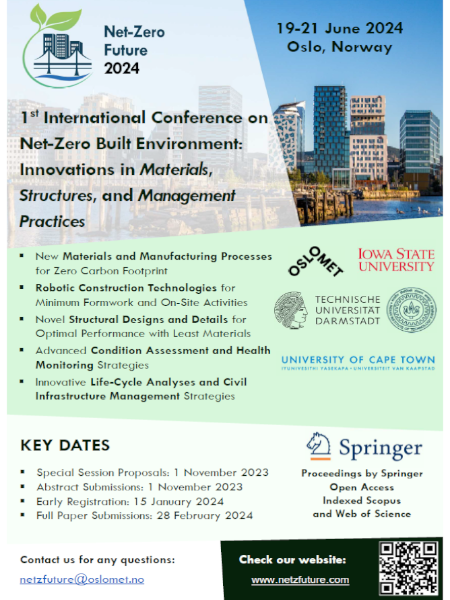 Net-Zero
Future
2024
19-21 June 2024
Oslo, Norway
1st International Conference on
Net-Zero Built Environment:
Innovations in Materials,
Structures, and Management
Practices
▪ New Materials and Manufacturing Processes
for Zero Carbon Footprint
▪ Robotic Construction Technologies for
Minimum Formwork and On-Site Activities
▪ Novel Structural Designs and Details for
Optimal Performance with Least Materials
▪ Advanced Condition Assessment and Health
Monitoring Strategies
▪ Innovative Life-Cycle Analyses and Civil
Infrastructure Management Strategies
OSLOMET
IOWA STATE
UNIVERSITY
TECHNISCHE
UNIVERSITÄT
DARMSTADT
UNIVERSITY OF CAPE TOWN
IYUNIVESITHI YASEKAPA • UNIVERSITEIT VAN KAAPSTAD
KEY DATES
▪ Special Session Proposals: 1 November 2023
▪ Abstract Submissions: 1 November 2023
▪ Early Registration: 15 January 2024
▪ Full Paper Submissions: 28 February 2024
Springer
Proceedings by Springer
Open Access
Indexed Scopus
and Web of Science
Contact us for any questions:
netzfuture@oslomet.no
Check our website:
www.netzfuture.com